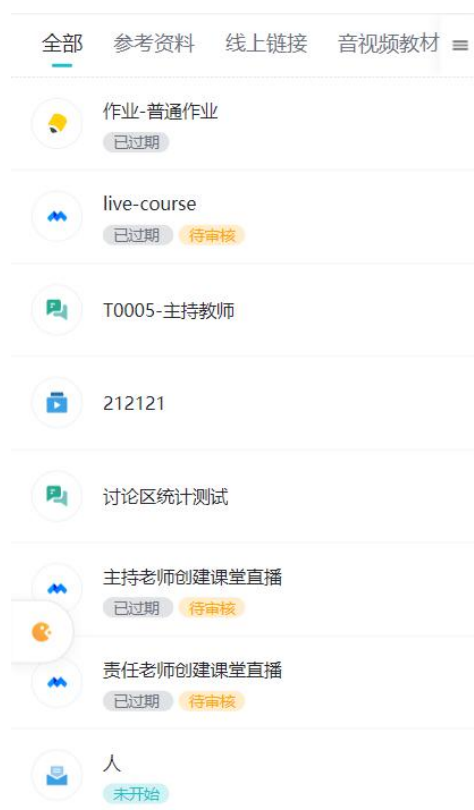 全部 参考资料 线上链接 音视频教材
作业-普通作业
已过期
live-course
已过期 待审核
T0005-主持教师
212121
讨论区统计测试
主持老师创建课堂直播
已过期 待审核
责任老师创建课堂直播
已过期 待审核
人
未开始